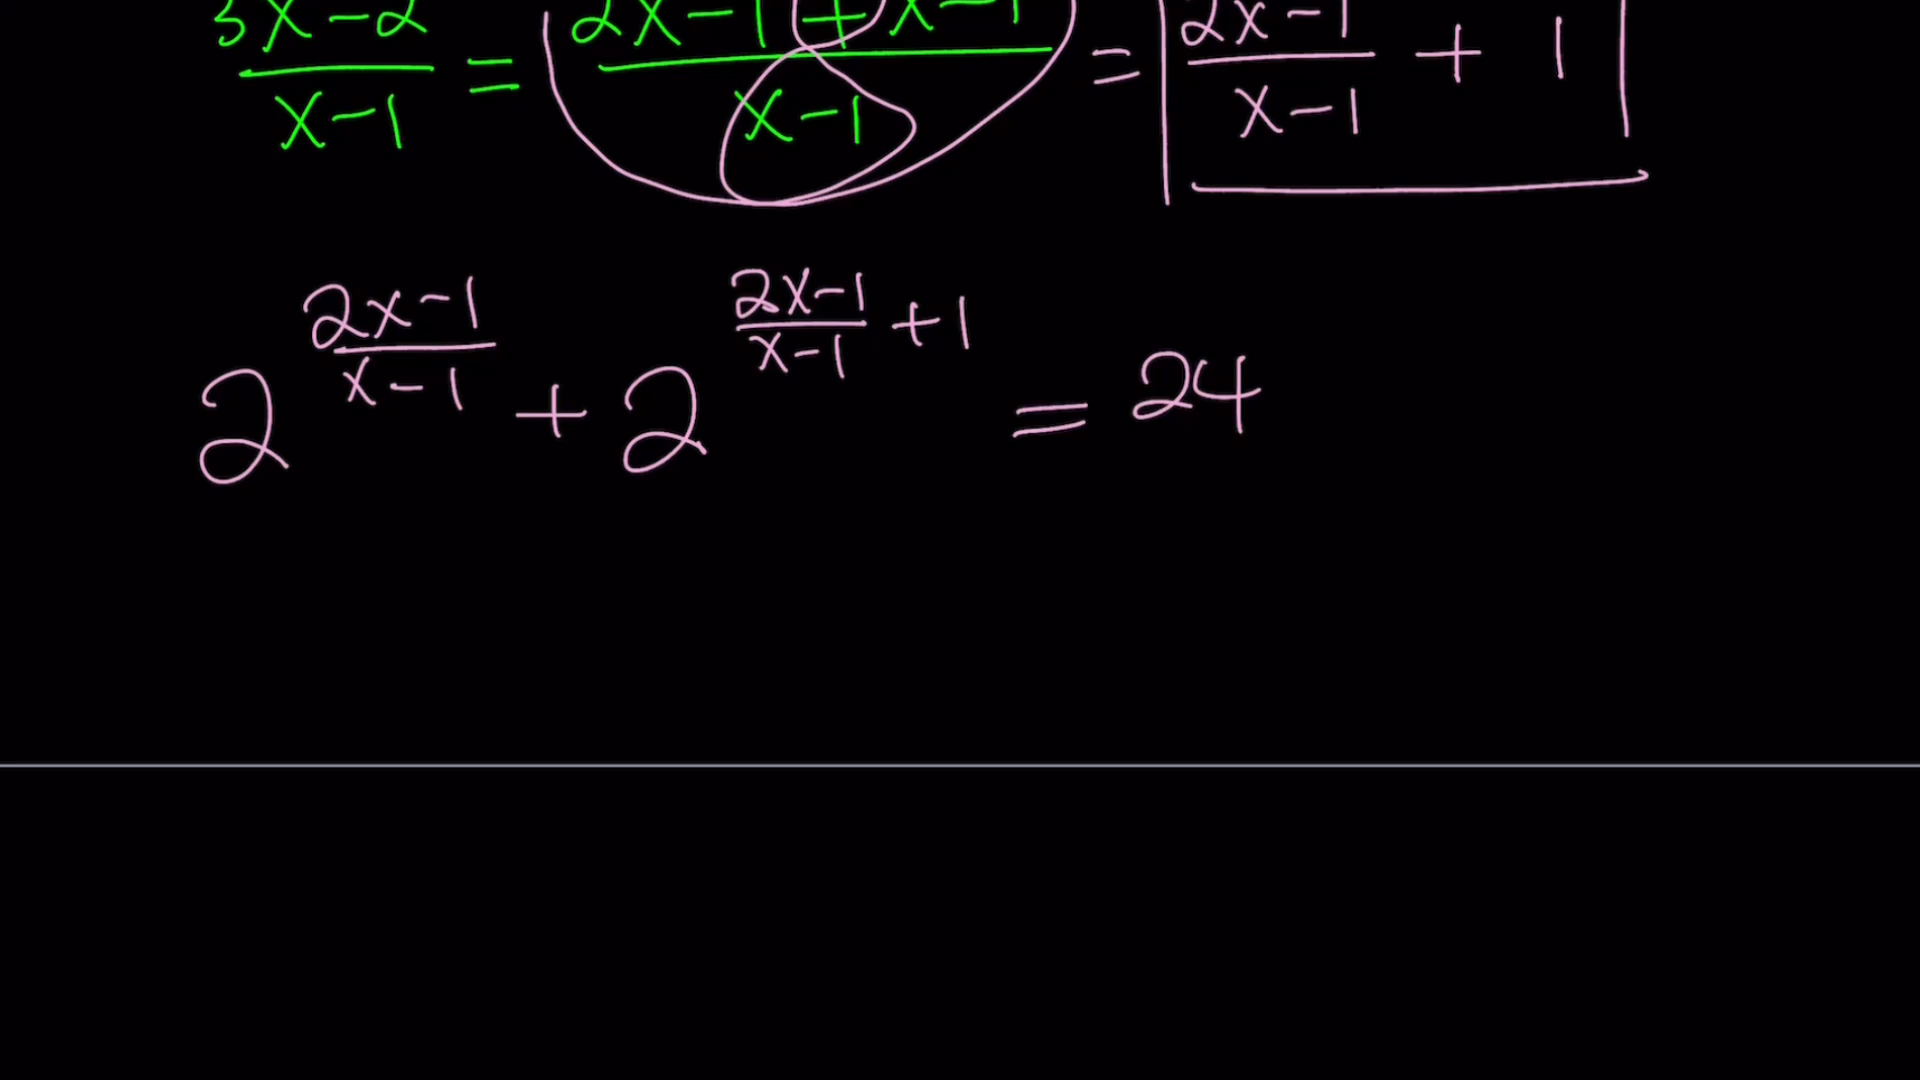 3x-2/x-1 = 2x-1+x-1/x-1 = 2x-1/x-1 + 1
2^(2x-1/x-1) + 2^(2x-1/x-1 +1) = 24